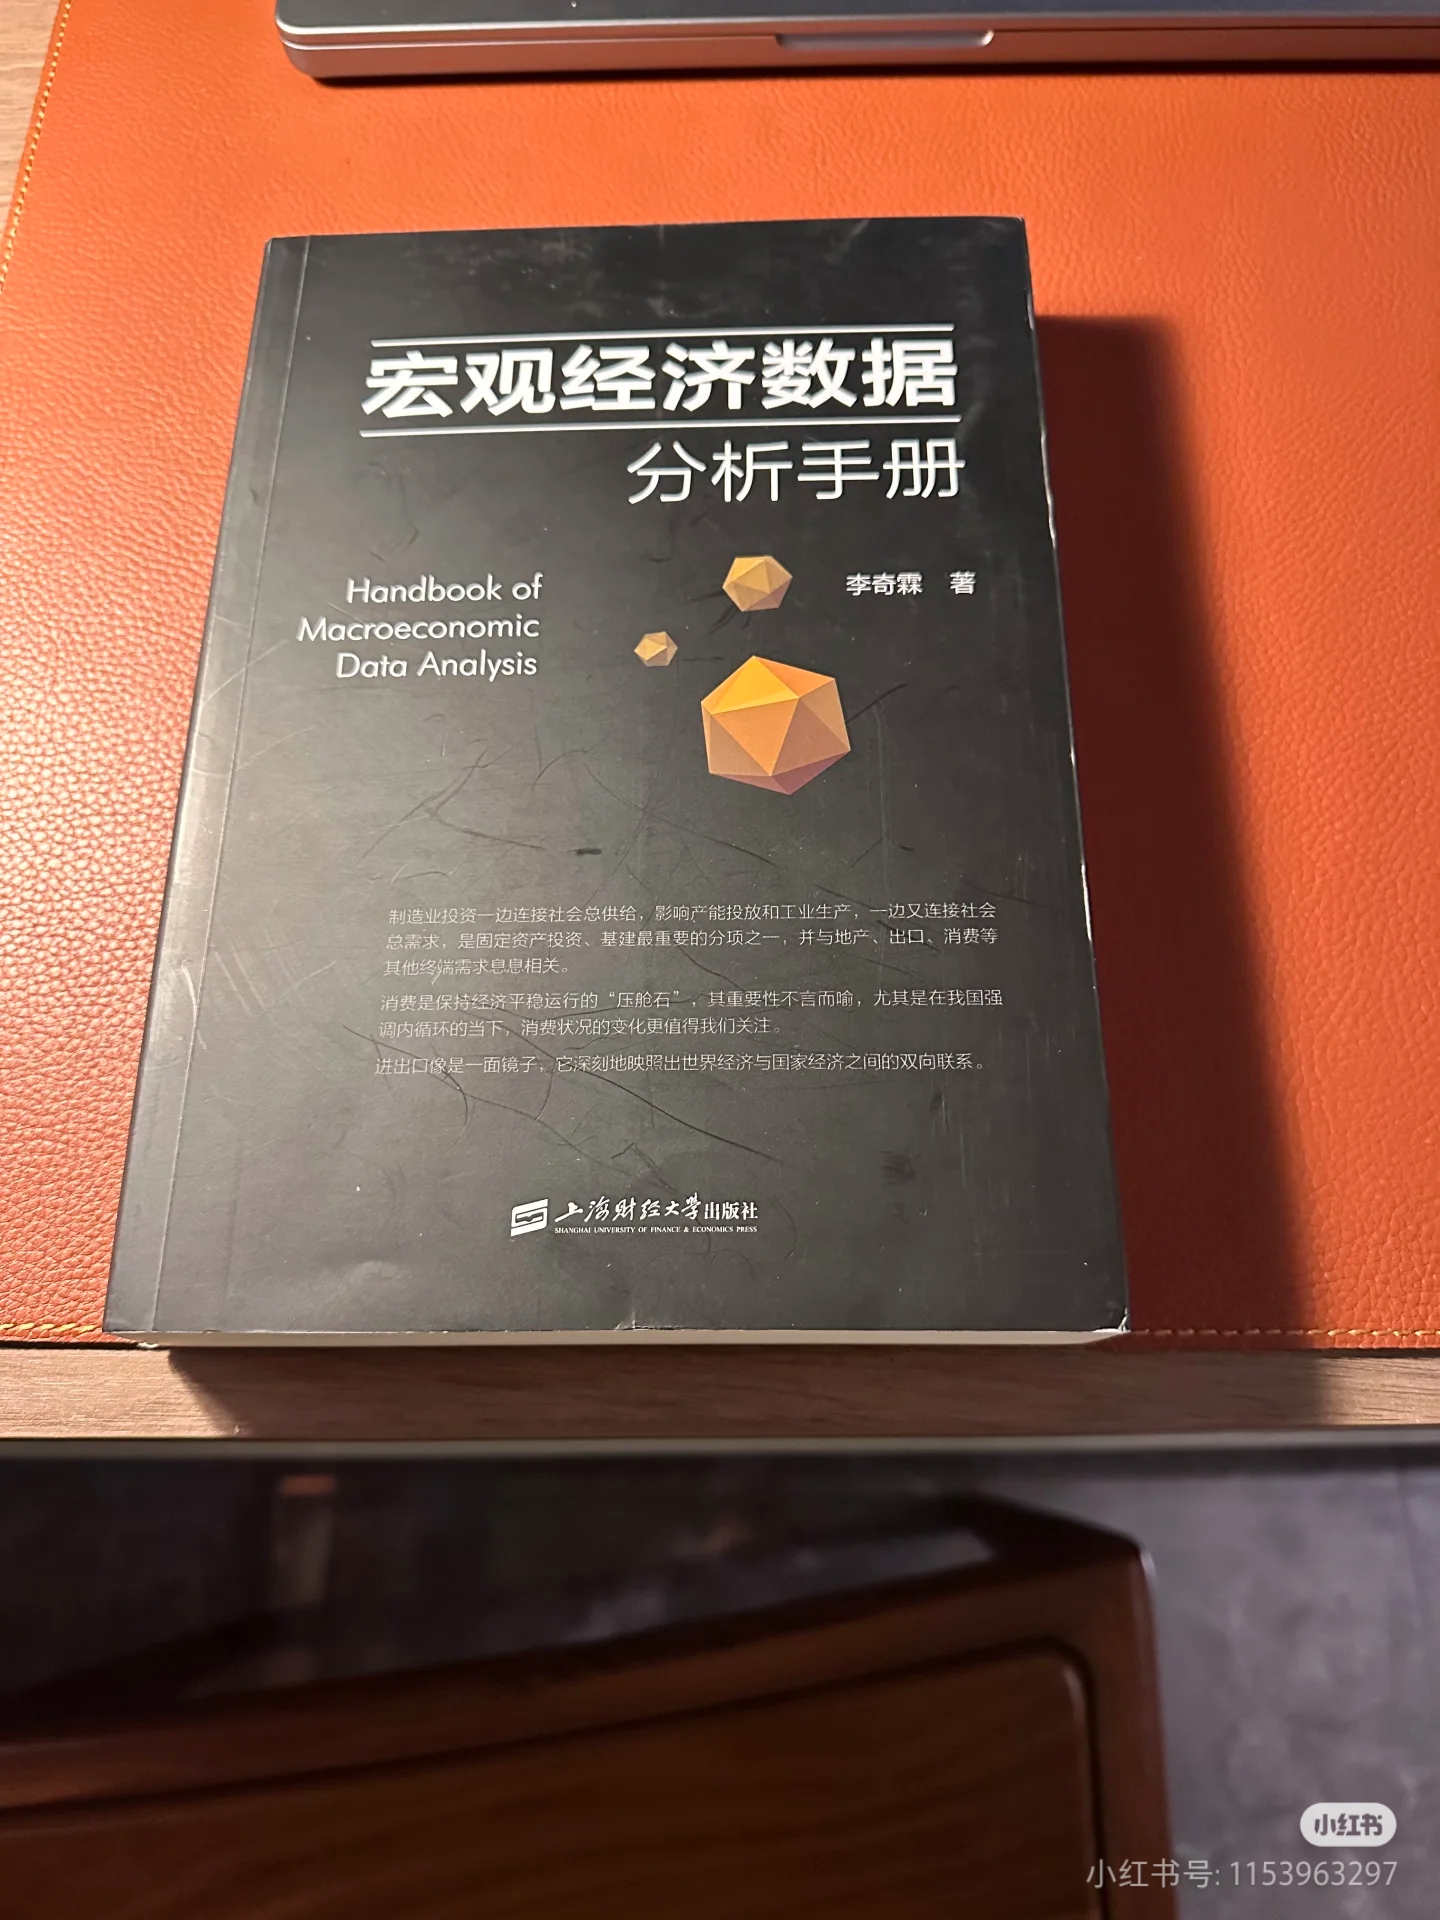 宏观经济数据
分析手册
Handbook of
Macroeconomic
Data Analysis
李奇霖 著
制造业投资一边连接社会总供给，影响产能投放和工业生产，一边又连接社会
总需求，是固定资产投资、基建最重要的分项之一，并与地产、出口、消费等
其他终端需求息息相关。
消费是保持经济平稳运行的“压舱石”，其重要性不言而喻，尤其是在我国强
调内循环的当下，消费状况的变化更值得我们关注。
进出口像是一面镜子，它深刻地映照出世界经济与国家经济之间的双向联系。
上海财经大学出版社
SHANGHAI UNIVERSITY OF FINANCE & ECONOMICS PRESS
小红书
小红书号: 1153963297